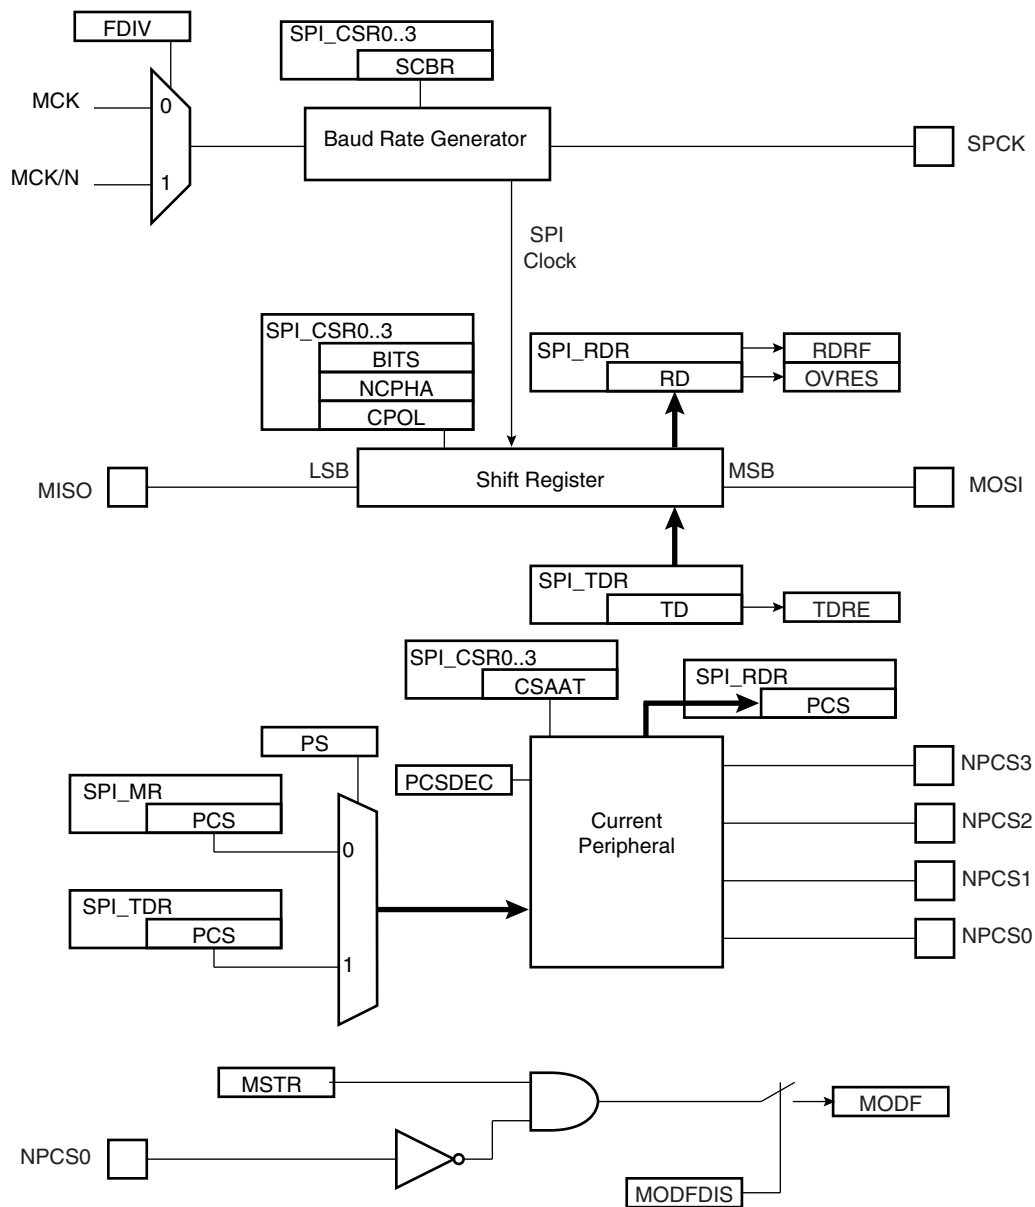 FDIV
SPI_CSR0..3
SCBR
MCK
0
Baud Rate Generator
SPCK
MCK/N
1
SPI
Clock
SPI_CSR0..3
BITS
NCPHA
CPOL
SPI_RDR
RD
RDRF
OVRES
MISO
LSB
Shift Register
MSB
MOSI
SPI_TDR
TD
TDRE
SPI_CSR0..3
CSAAT
SPI_RDR
PCS
PS
PCSDEC
SPI_MR
PCS
0
Current
Peripheral
NPCS3
NPCS2
NPCS1
NPCS0
SPI_TDR
PCS
1
MSTR
MODF
NPCS0
MODFDIS